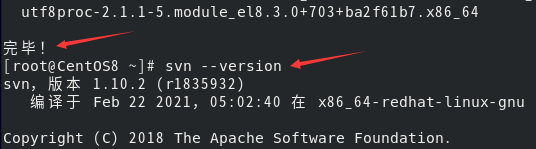 utf8proc-2.1.1-5.module_el8.3.0+703+ba2f61b7.x86_64
完毕！
[root@CentOS8 ~]# svn --version
svn，版本 1.10.2 (r1835932)
编译于 Feb 22 2021，05:02:40 在 x86_64-redhat-linux-gnu
Copyright (C) 2018 The Apache Software Foundation.